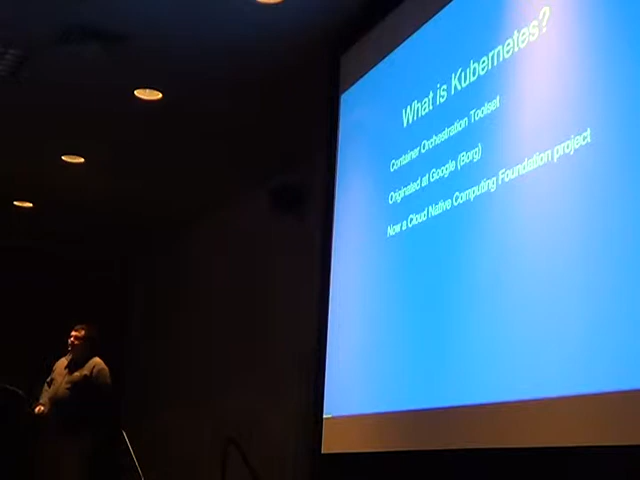 What is Kubernetes?
Container Orchestration Toolset
Originated at Google (Borg)
Now a Cloud Native Computing Foundation project